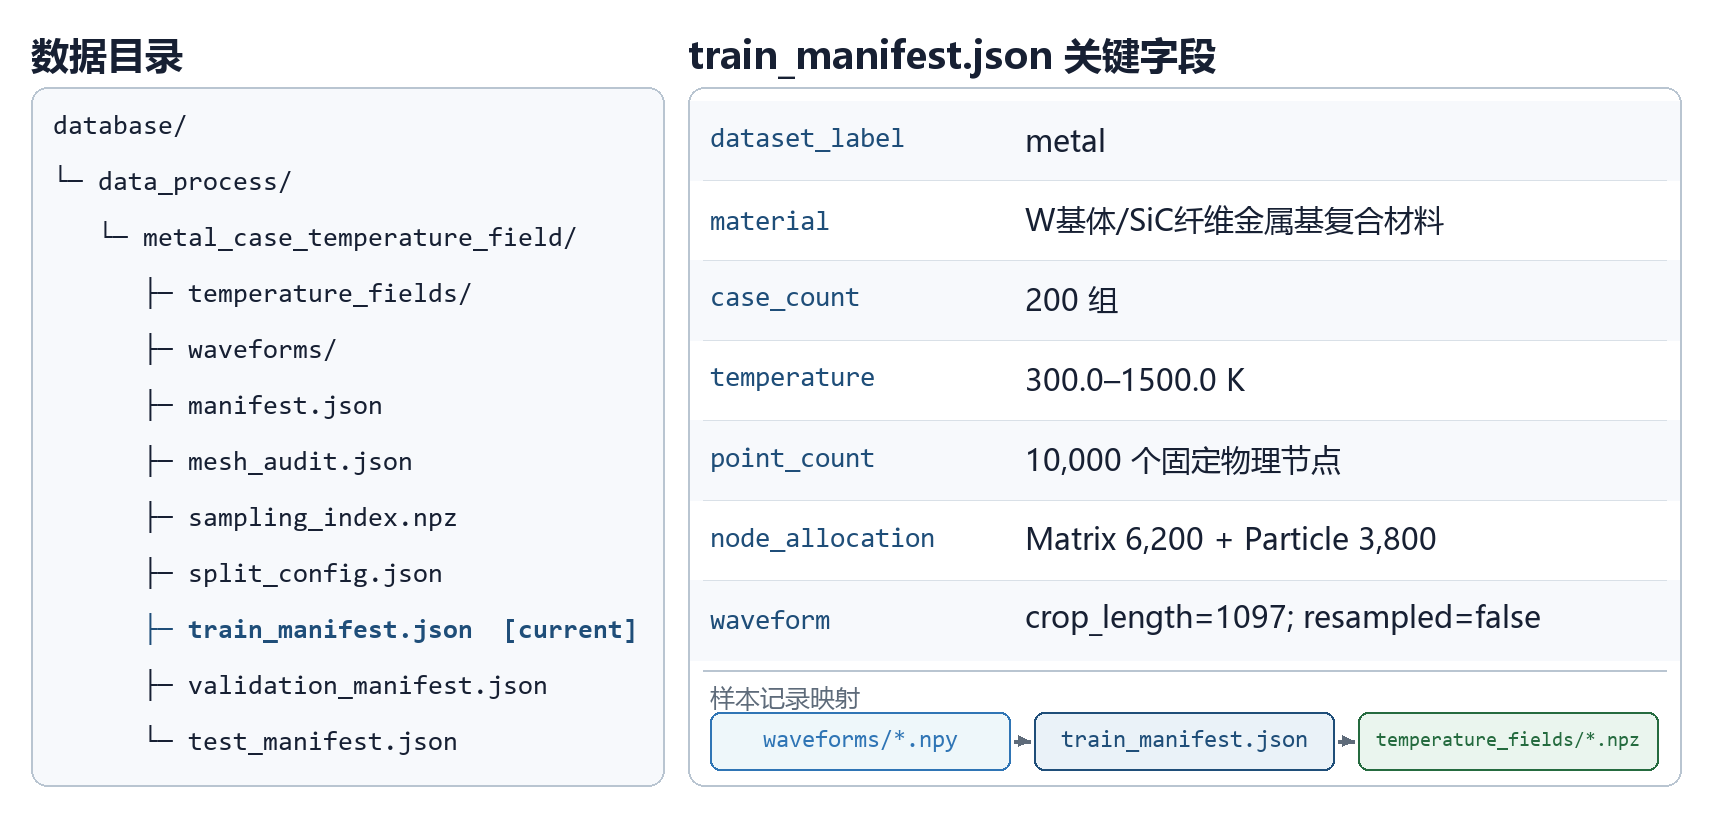 数据目录
database/
└─ data_process/
└─ metal_case_temperature_field/
├─ temperature_fields/
├─ waveforms/
├─ manifest.json
├─ mesh_audit.json
├─ sampling_index.npz
├─ split_config.json
├─ train_manifest.json [current]
├─ validation_manifest.json
└─ test_manifest.json
train_manifest.json 关键字段
dataset_label metal
material W基体/SiC纤维金属基复合材料
case_count 200 组
temperature 300.0–1500.0 K
point_count 10,000 个固定物理节点
node_allocation Matrix 6,200 + Particle 3,800
waveform crop_length=1097; resampled=false
样本记录映射
waveforms/*.npy train_manifest.json temperature_fields/*.npz